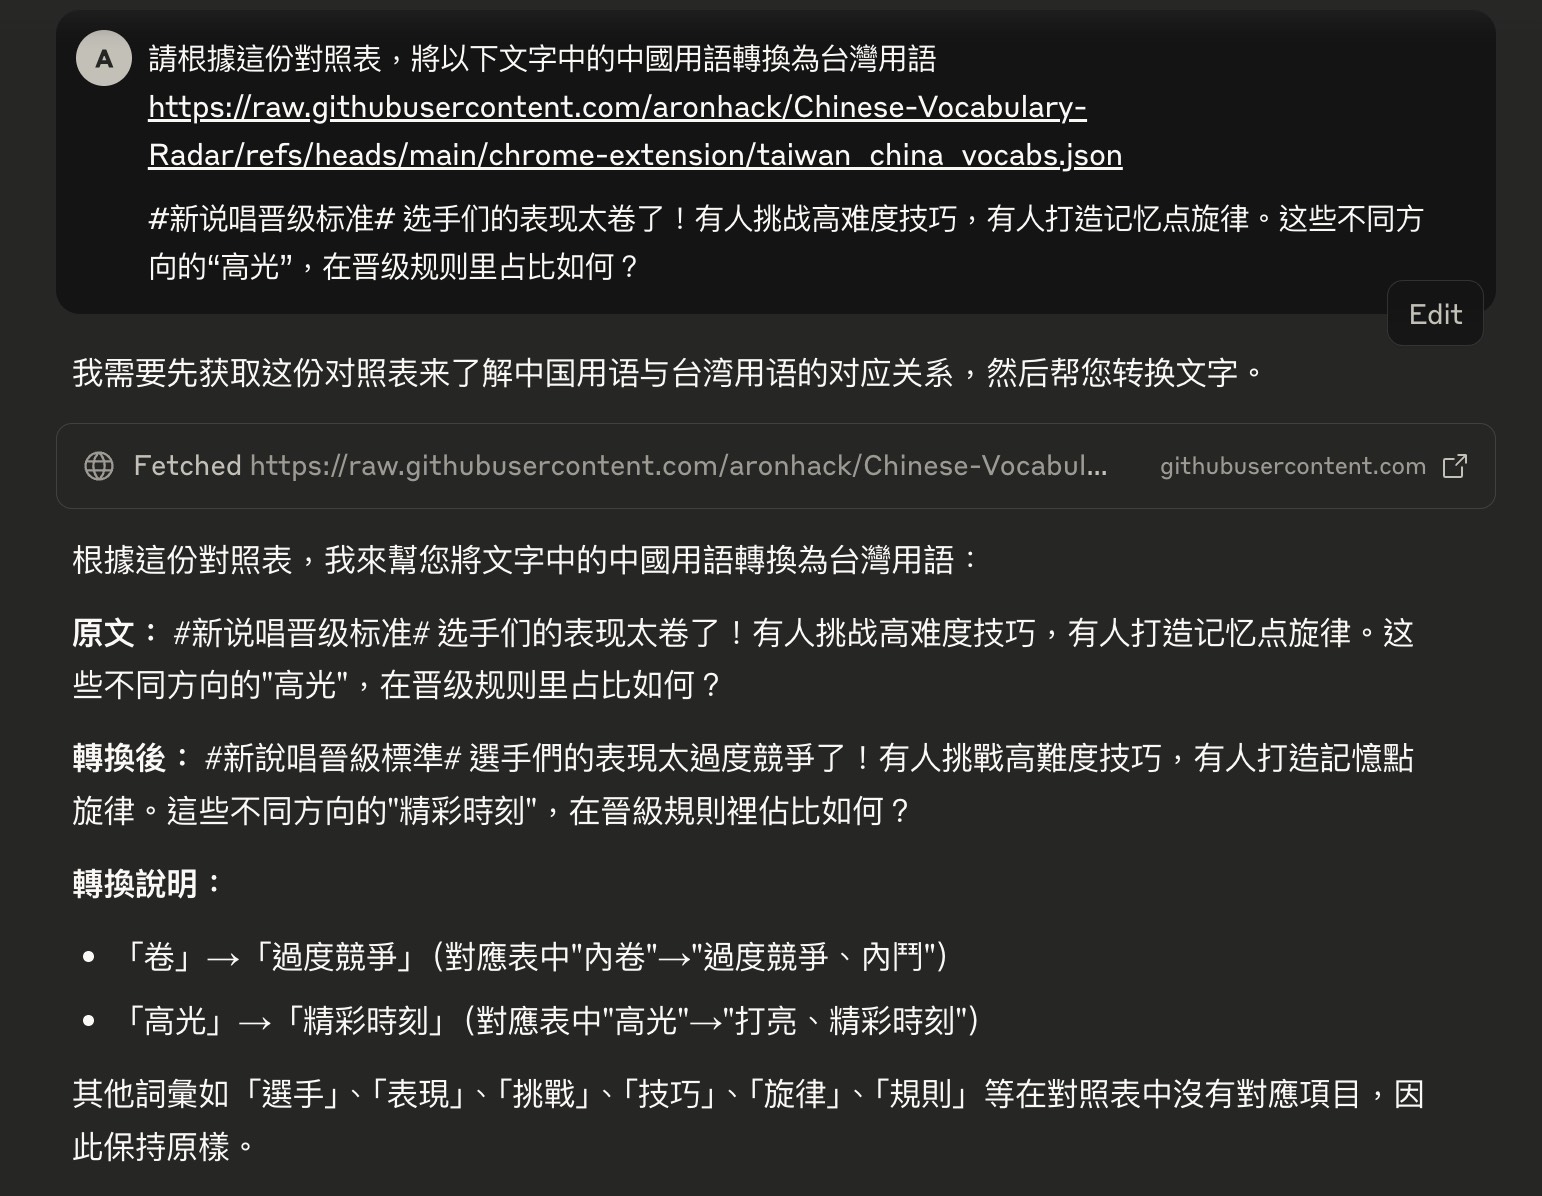 A
請根據這份對照表，將以下文字中的中國用語轉換為台灣用語
https://raw.githubusercontent.com/aronhack/Chinese-Vocabulary-
Radar/refs/heads/main/chrome-extension/taiwan_china_vocabs.json
#新说唱晋级标准# 选手们的表现太卷了！有人挑战高难度技巧，有人打造记忆点旋律。这些不同方
向的“高光”，在晋级规则里占比如何？
Edit
我需要先获取这份对照表来了解中国用语与台湾用语的对应关系，然后帮您转换文字。
Fetched https://raw.githubusercontent.com/aronhack/Chinese-Vocabul... githubusercontent.com
根據這份對照表，我來幫您將文字中的中國用語轉換為台灣用語：
原文： #新说唱晋级标准# 选手们的表现太卷了！有人挑战高难度技巧，有人打造记忆点旋律。这
些不同方向的"高光"，在晋级规则里占比如何？
轉換後： #新說唱晉級標準# 選手們的表現太過度競爭了！有人挑戰高難度技巧，有人打造記憶點
旋律。這些不同方向的"精彩時刻"，在晉級規則裡佔比如何？
轉換說明：
• 「卷」→「過度競爭」（對應表中"內卷"→"過度競爭、內鬥"）
• 「高光」→「精彩時刻」（對應表中"高光"→"打亮、精彩時刻"）
其他詞彙如「選手」、「表現」、「挑戰」、「技巧」、「旋律」、「規則」等在對照表中沒有對應項目，因
此保持原樣。